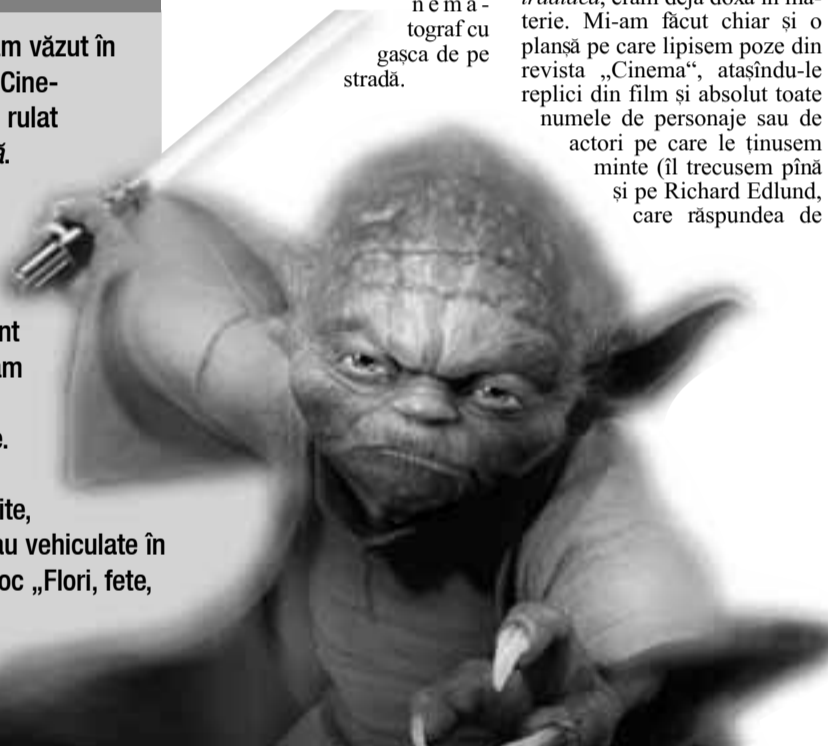 m văzut în
Cine-
rulat
ă.
nt
am
e.
ite,
au vehiculate în
oc „Flori, fete,
n e m a -
tograf cu
gașca de pe
stradă.
terie. Mi-am făcut chiar și o
planșă pe care lipisem poze din
revista „Cinema“, atașîndu-le
replici din film și absolut toate
numele de personaje sau de
actori pe care le ținusem
minte (îl trecusem pînă
și pe Richard Edlund,
care răspundea de